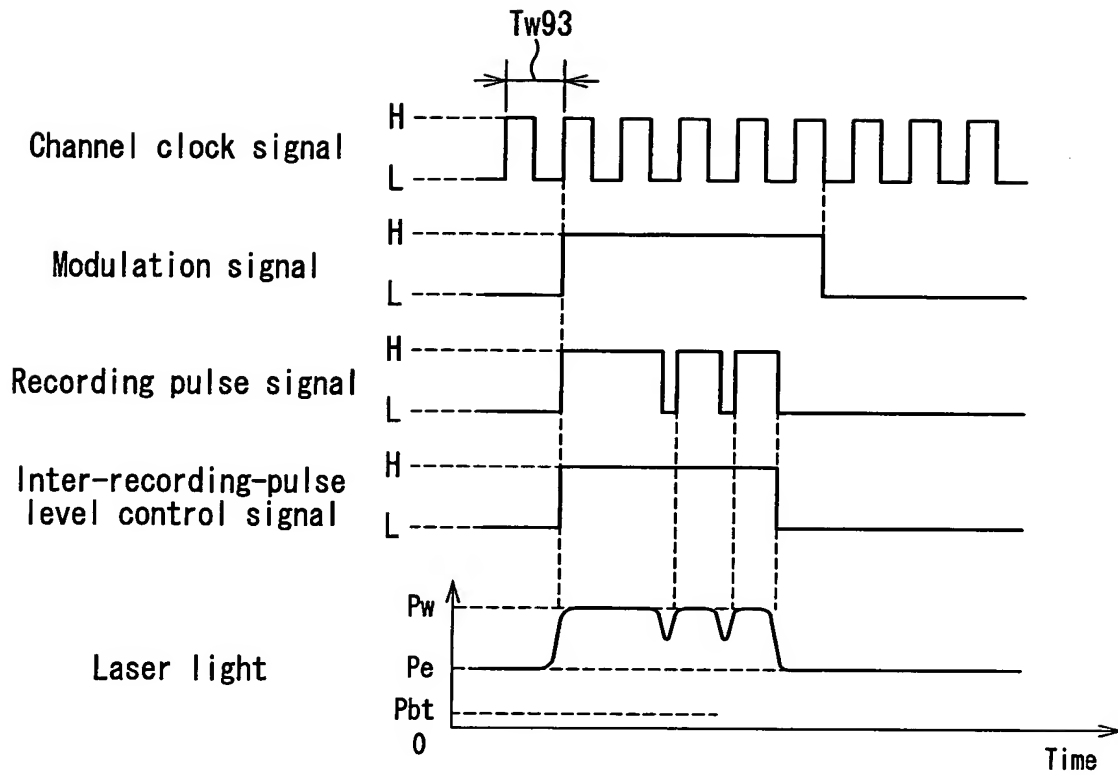 Tw93
Channel clock signal
H
L
Modulation signal
H
L
Recording pulse signal
H
L
Inter-recording-pulse
level control signal
H
L
Laser light
Pw
Pe
Pbt
0
Time